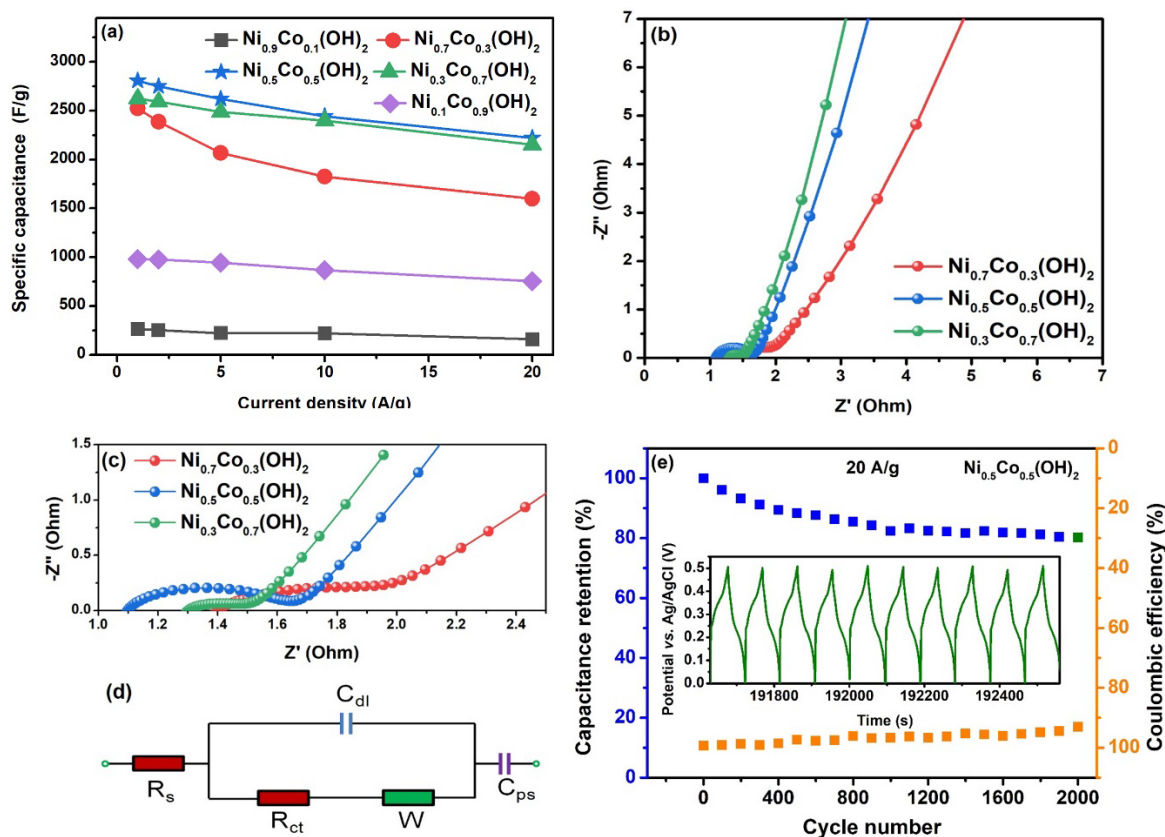 (a)
Ni0.9Co0.1(OH)2
Ni0.7Co0.3(OH)2
Ni0.5Co0.5(OH)2
Ni0.3Co0.7(OH)2
Ni0.1Co0.9(OH)2
Specific capacitance (F/g)
3000
2500
2000
1500
1000
500
0
0 5 10 15 20
Current density (A/g)
(b)
-Z'' (Ohm)
7
6
5
4
3
2
1
0
0 1 2 3 4 5 6 7
Z' (Ohm)
Ni0.7Co0.3(OH)2
Ni0.5Co0.5(OH)2
Ni0.3Co0.7(OH)2
(c)
Ni0.7Co0.3(OH)2
Ni0.5Co0.5(OH)2
Ni0.3Co0.7(OH)2
-Z'' (Ohm)
1.5
1.0
0.5
0.0
1.0 1.2 1.4 1.6 1.8 2.0 2.2 2.4
Z' (Ohm)
(d)
Cdl
Rs
Rct
W
Cps
(e)
20 A/g
Ni0.5Co0.5(OH)2
Capacitance retention (%)
100
80
60
40
20
0
Potential vs. Ag/AgCl (V)
0.5
0.4
0.3
0.2
0.1
0.0
191800 192000 192200 192400
Time (s)
0
20
40
60
80
100
Coulombic efficiency (%)
0 400 800 1200 1600 2000
Cycle number